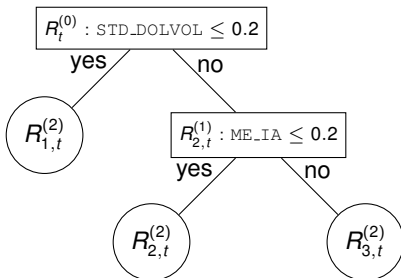 R_t^{(0)} : STD_DOLVOL ≤ 0.2
yes no
R_{1,t}^{(2)}
R_{2,t}^{(1)} : ME_IA ≤ 0.2
yes no
R_{2,t}^{(2)} R_{3,t}^{(2)}